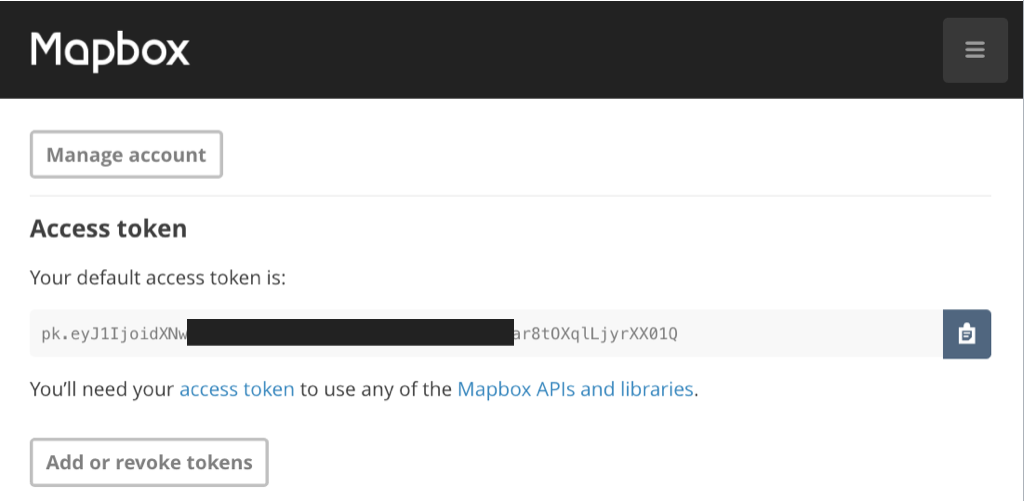 Mapbox
Manage account
Access token
Your default access token is:
pk.eyJ1IjoidXNw ar8tOXqlLjyrXX01Q
You'll need your access token to use any of the Mapbox APIs and libraries.
Add or revoke tokens